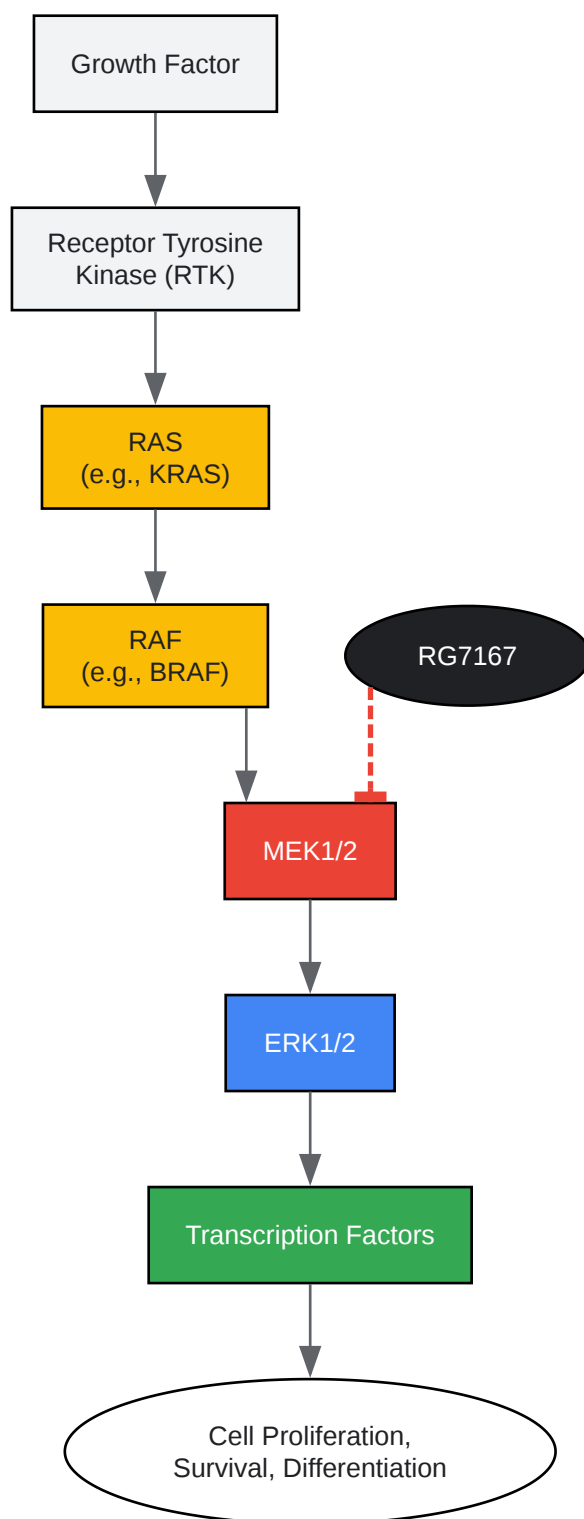 Growth Factor
Receptor Tyrosine
Kinase (RTK)
RAS
(e.g., KRAS)
RAF
(e.g., BRAF)
RG7167
MEK1/2
ERK1/2
Transcription Factors
Cell Proliferation,
Survival, Differentiation